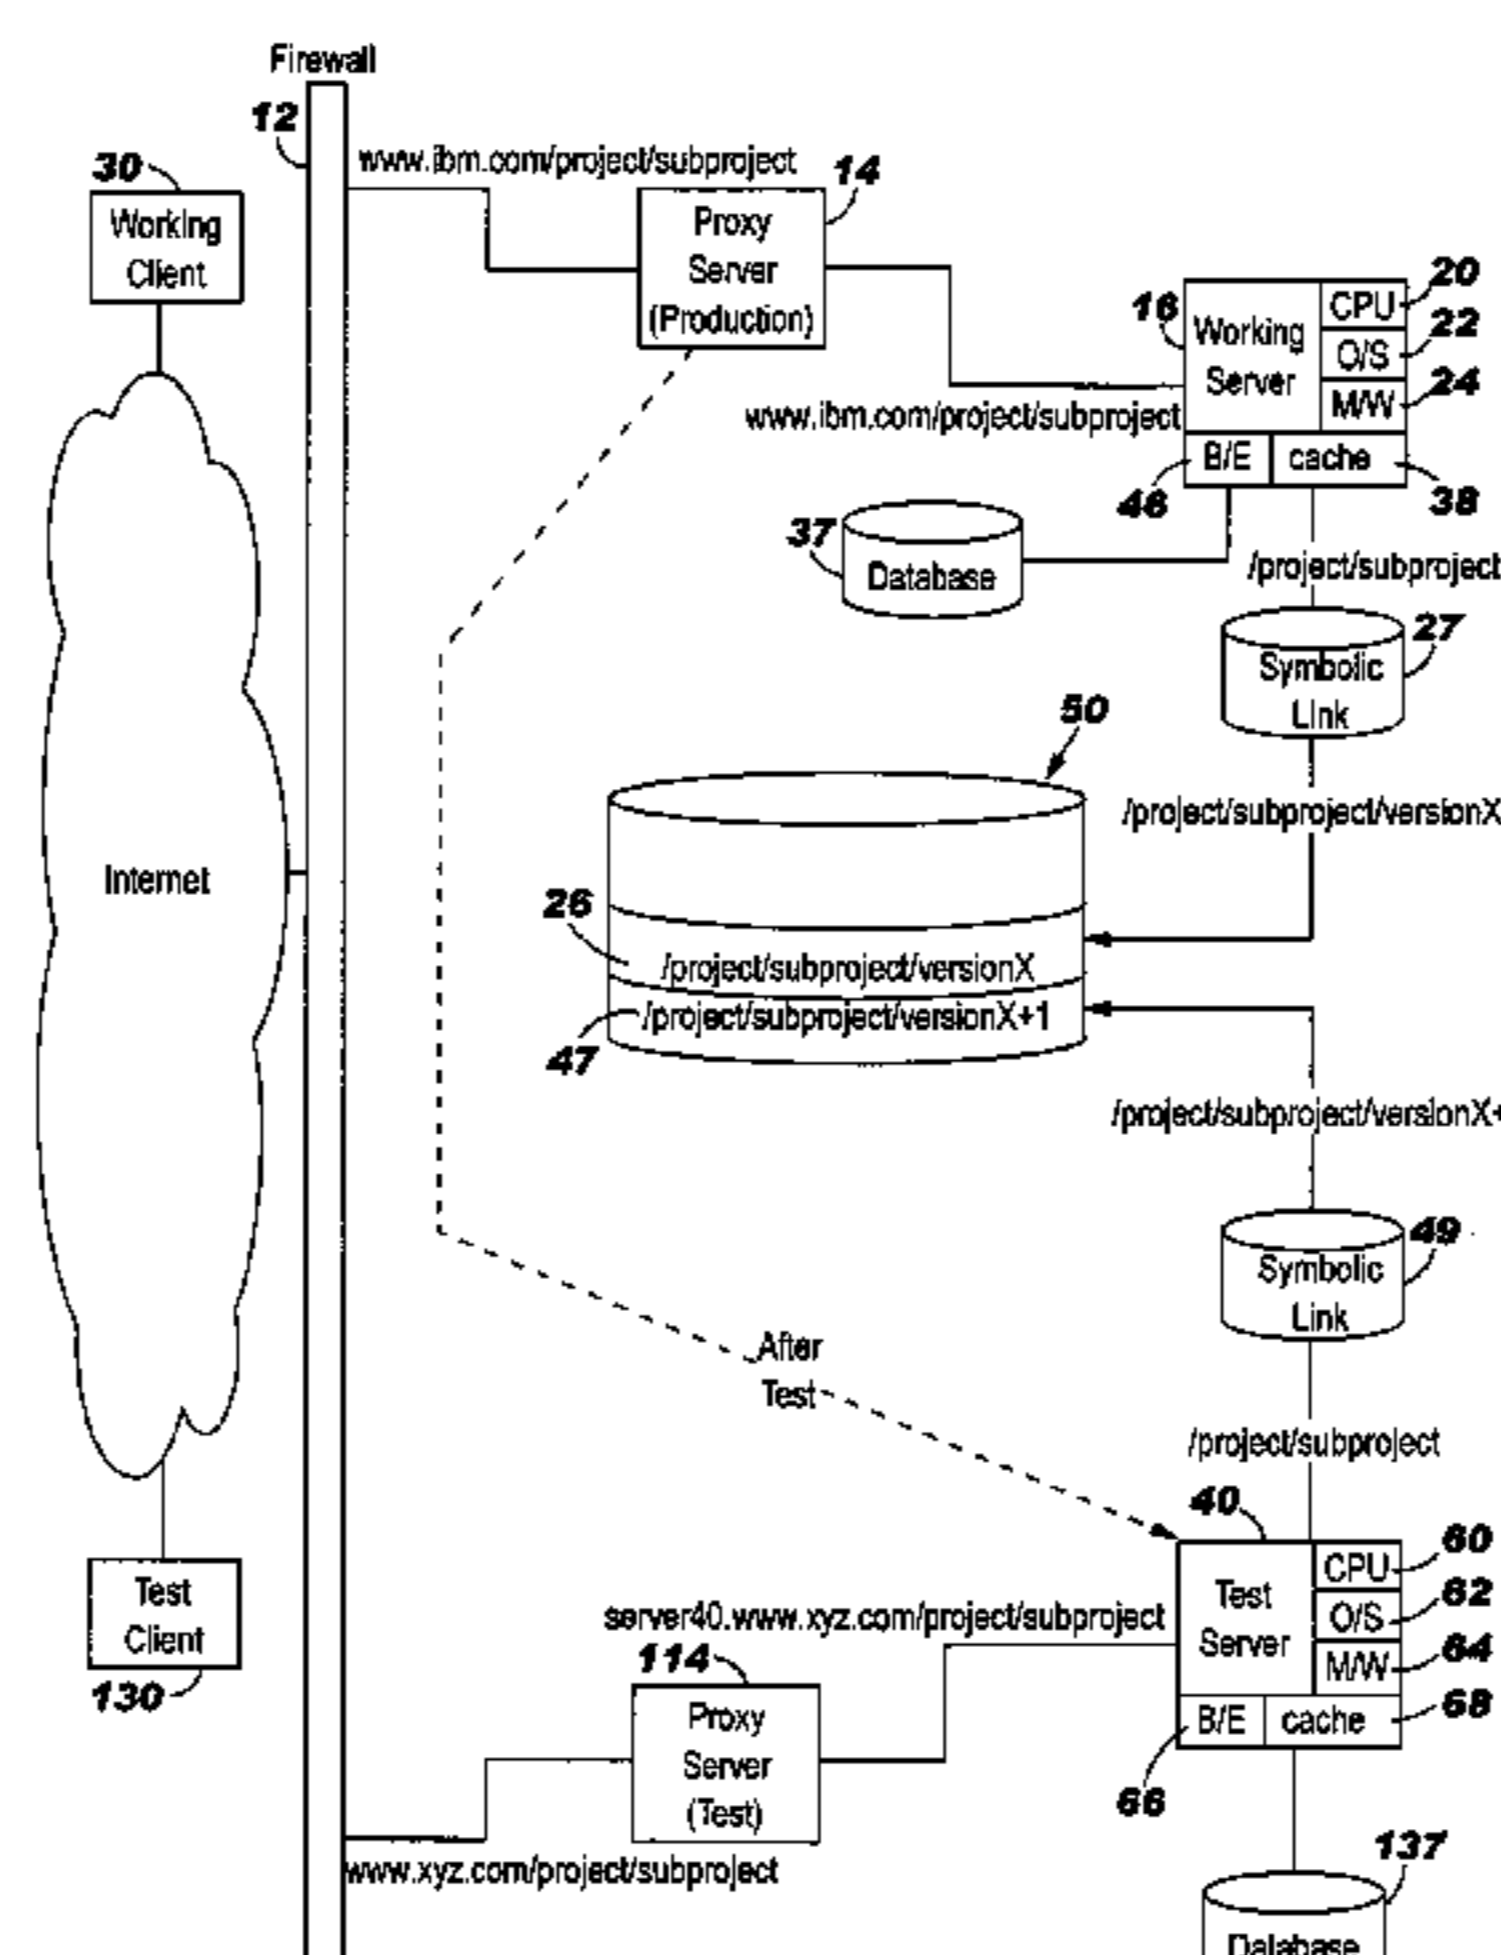 Firewall
12
30
www.ibm.com/project/subproject
14
Working
Client
Proxy
Server
(Production)
16
Working
Server
CPU
20
O/S
22
M/W
24
www.ibm.com/project/subproject
B/E
cache
46
38
37
Database
/project/subproject
27
Symbolic
Link
50
/project/subproject/versionX
Internet
26
/project/subproject/versionX
/project/subproject/versionX+1
47
/project/subproject/versionX+
49
Symbolic
Link
After
Test
/project/subproject
40
Test
Server
CPU
60
O/S
62
M/W
64
Test
Client
130
server40.www.xyz.com/project/subproject
114
Proxy
Server
(Test)
B/E
cache
68
66
www.xyz.com/project/subproject
137
Database